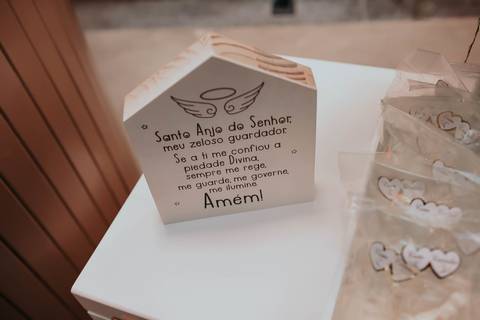 Santo Anjo do Senhor,
meu zeloso guardador.
Se a ti me confiou a
piedade Divina,
sempre me rege,
me guarde, me governe,
me ilumine.
Amém!